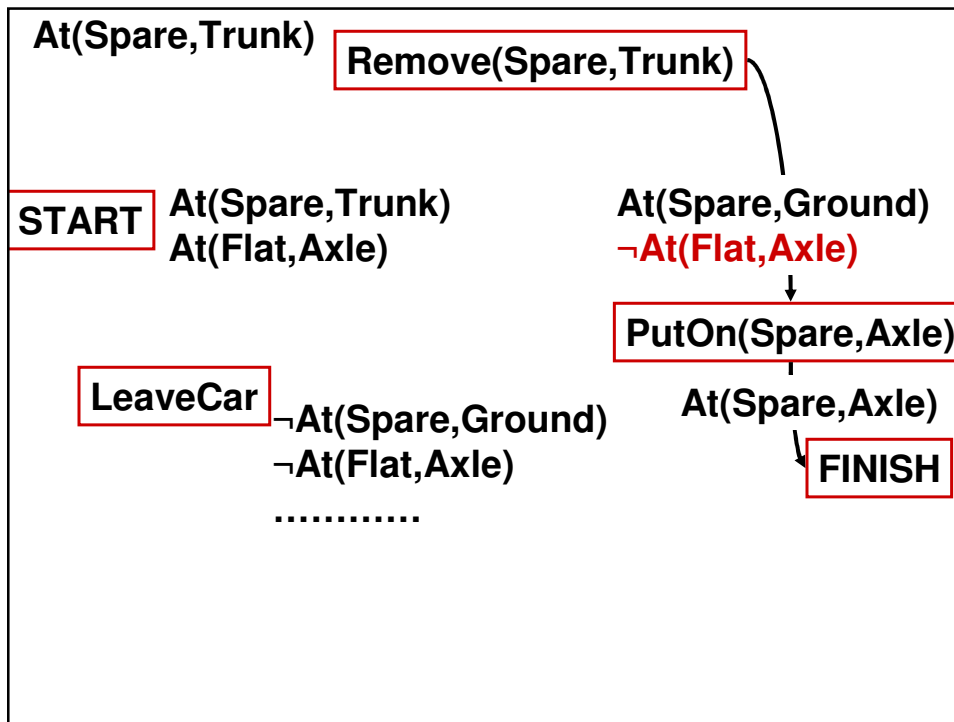 At(Spare,Trunk)
Remove(Spare,Trunk)
START
At(Spare,Trunk)
At(Flat,Axle)
At(Spare,Ground)
¬At(Flat,Axle)
PutOn(Spare,Axle)
At(Spare,Axle)
FINISH
LeaveCar
¬At(Spare,Ground)
¬At(Flat,Axle)
............